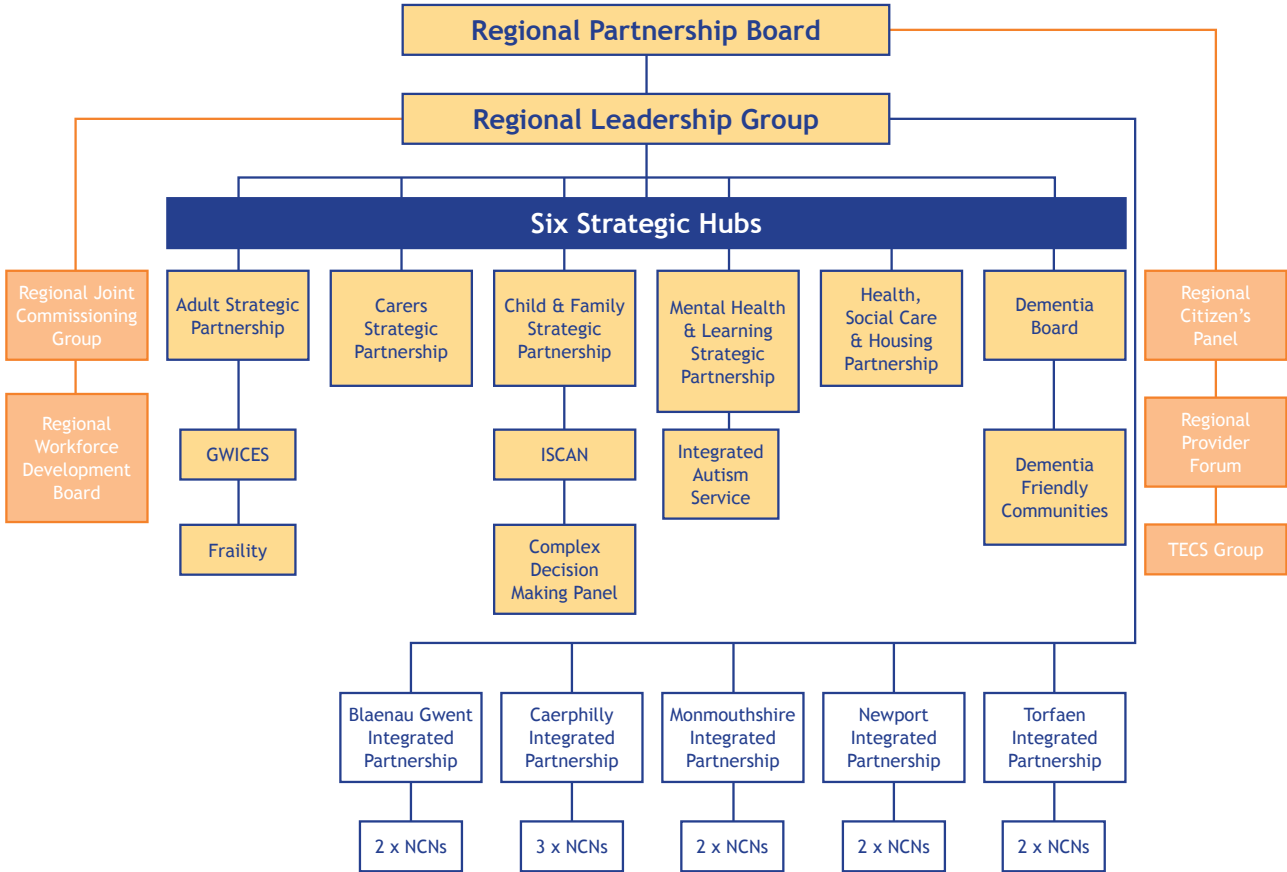 Regional Partnership Board
Regional Leadership Group
Six Strategic Hubs
Regional Joint
Commissioning
Group
Regional
Workforce
Development
Board
Adult Strategic
Partnership
GWICES
Fraility
Carers
Strategic
Partnership
Child & Family
Strategic
Partnership
ISCAN
Complex
Decision
Making Panel
Mental Health
& Learning
Strategic
Partnership
Integrated
Autism
Service
Health,
Social Care
& Housing
Partnership
Dementia
Board
Dementia
Friendly
Communities
Regional
Citizen’s
Panel
Regional
Provider
Forum
TECS Group
Blaenau Gwent
Integrated
Partnership
2 x NCNs
Caerphilly
Integrated
Partnership
3 x NCNs
Monmouthshire
Integrated
Partnership
2 x NCNs
Newport
Integrated
Partnership
2 x NCNs
Torfaen
Integrated
Partnership
2 x NCNs